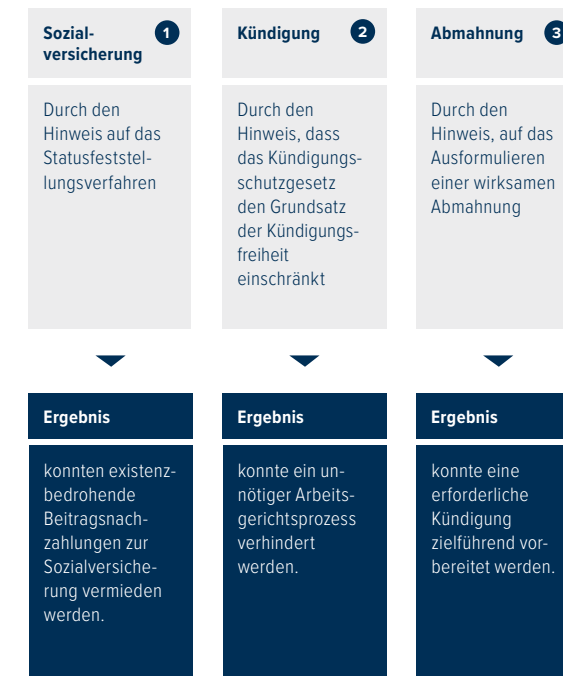 Sozial-
versicherung
1
Durch den
Hinweis auf das
Statusfeststel-
lungsverfahren
Ergebnis
konnten existenz-
bedrohende
Beitragsnach-
zahlungen zur
Sozialversiche-
rung vermieden
werden.
Kündigung
2
Durch den
Hinweis, dass
das Kündigungs-
schutzgesetz
den Grundsatz
der Kündigungs-
freiheit
einschränkt
Ergebnis
konnte ein un-
nötiger Arbeits-
gerichtsprozess
verhindert
werden.
Abmahnung
3
Durch den
Hinweis, auf das
Ausformulieren
einer wirksamen
Abmahnung
Ergebnis
konnte eine
erforderliche
Kündigung
zielführend vor-
bereitet werden.